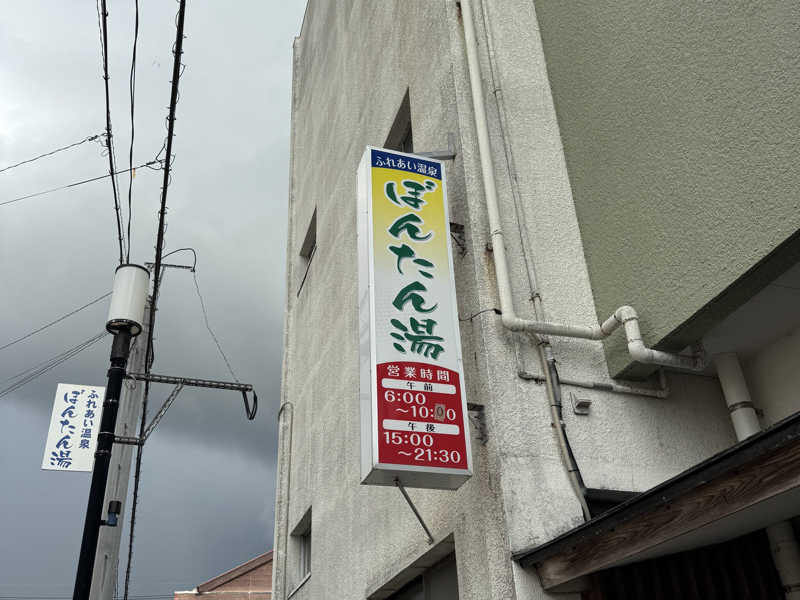 ふれあい温泉
ぼんたん湯
営業時間
午前
6:00
～10:00
午後
15:00
～21:30
ふれあい温泉
ぼんたん湯